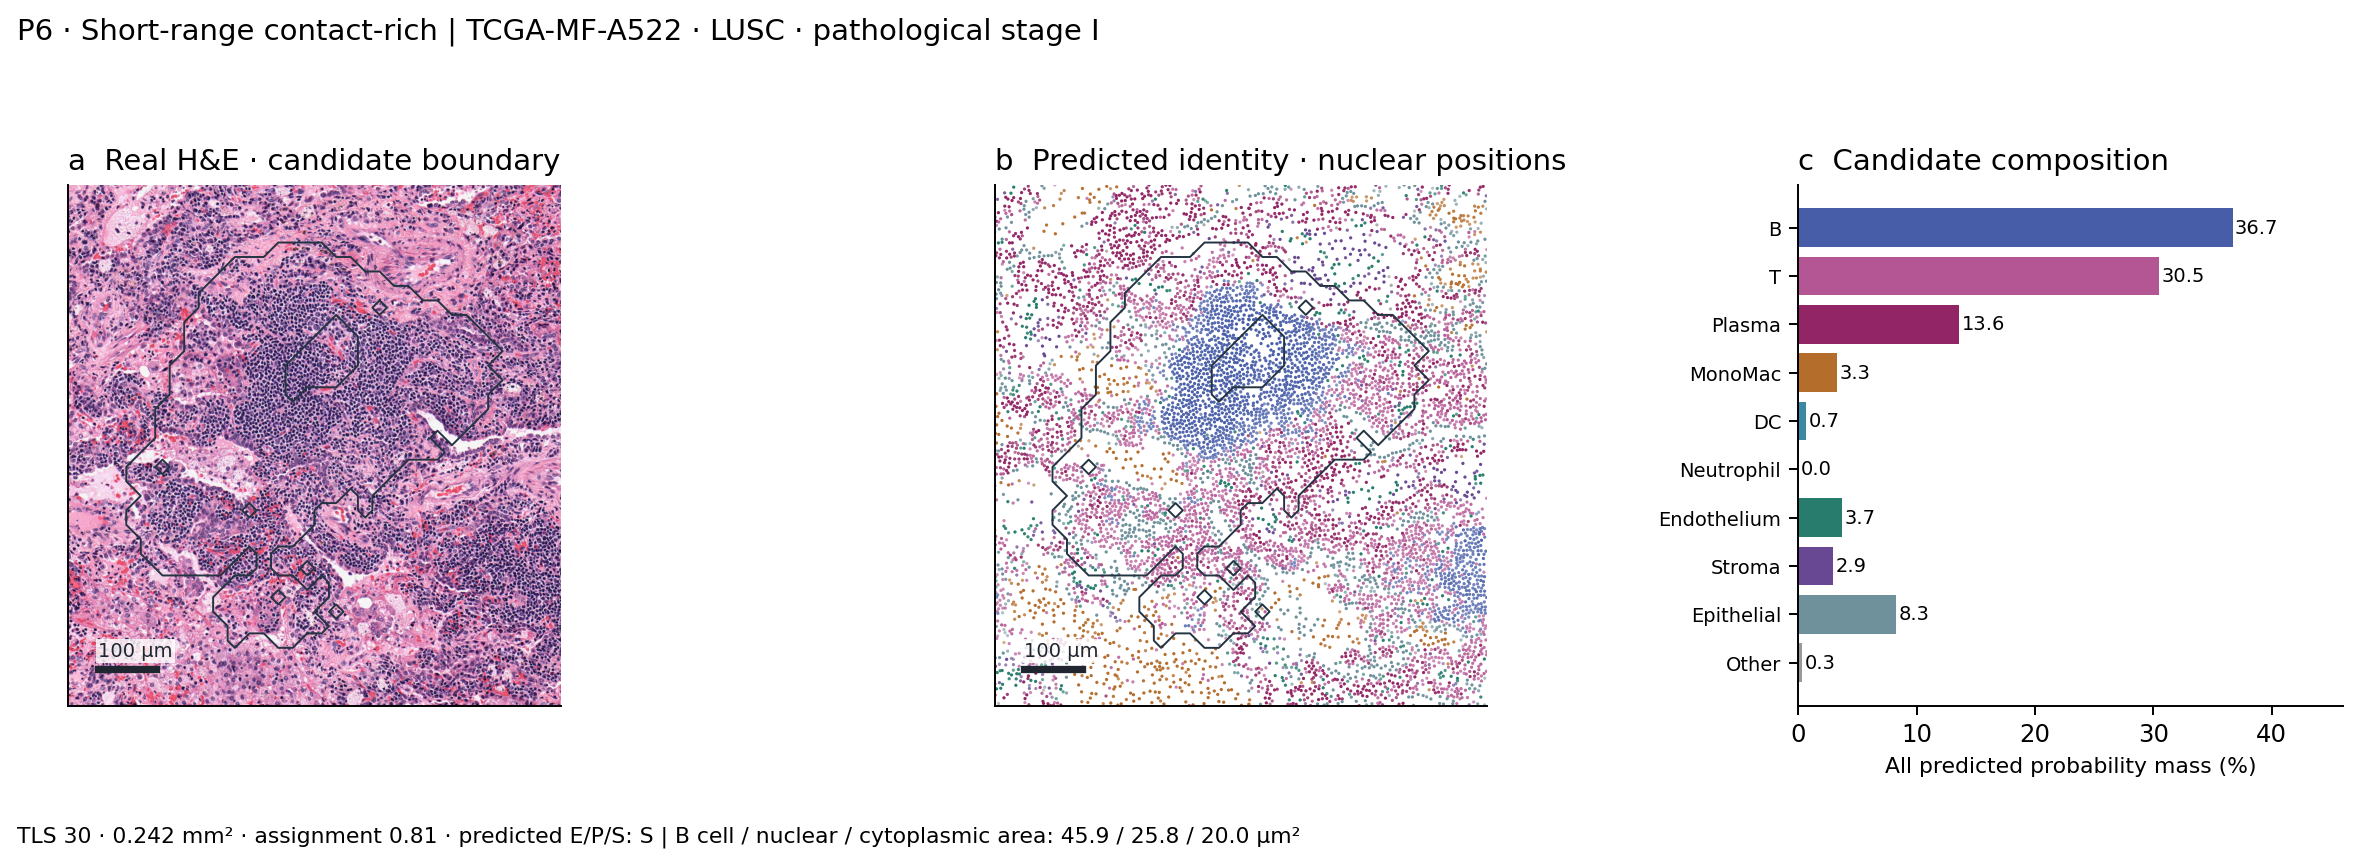 P6 · Short-range contact-rich | TCGA-MF-A522 · LUSC · pathological stage I
a  Real H&E · candidate boundary
100 µm
b  Predicted identity · nuclear positions
100 µm
c  Candidate composition
B 36.7
T 30.5
Plasma 13.6
MonoMac 3.3
DC 0.7
Neutrophil 0.0
Endothelium 3.7
Stroma 2.9
Epithelial 8.3
Other 0.3
0 10 20 30 40
All predicted probability mass (%)
TLS 30 · 0.242 mm² · assignment 0.81 · predicted E/P/S: S | B cell / nuclear / cytoplasmic area: 45.9 / 25.8 / 20.0 µm²